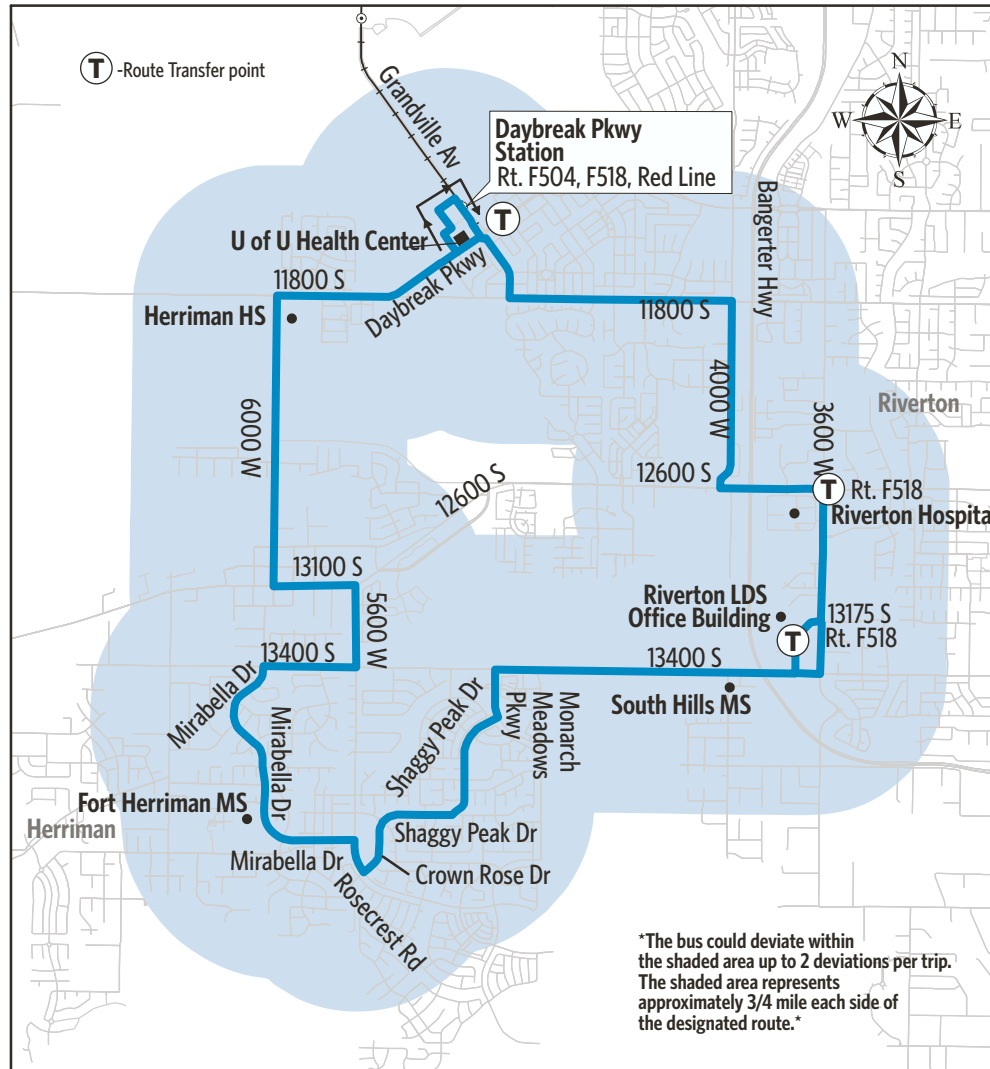 T -Route Transfer point
Grandville Av
N
W E
S
Daybreak Pkwy
Station
Rt. F504, F518, Red Line
T
U of U Health Center
Bangerter Hwy
11800 S
Daybreak Pkwy
Herriman HS
11800 S
4000 W
6000 W
3600 W
Riverton
12600 S
12600 S
T Rt. F518
Riverton Hospita
13100 S
5600 W
Riverton LDS
Office Building
13175 S
T Rt. F518
13400 S
13400 S
Mirabella Dr
South Hills MS
Mirabella Dr
Shaggy Peak Dr
Monarch
Meadows
Pkwy
Fort Herriman MS
Herriman
Shaggy Peak Dr
Mirabella Dr
Crown Rose Dr
Rosecrest Rd
*The bus could deviate within
the shaded area up to 2 deviations per trip.
The shaded area represents
approximately 3/4 mile each side of
the designated route.*